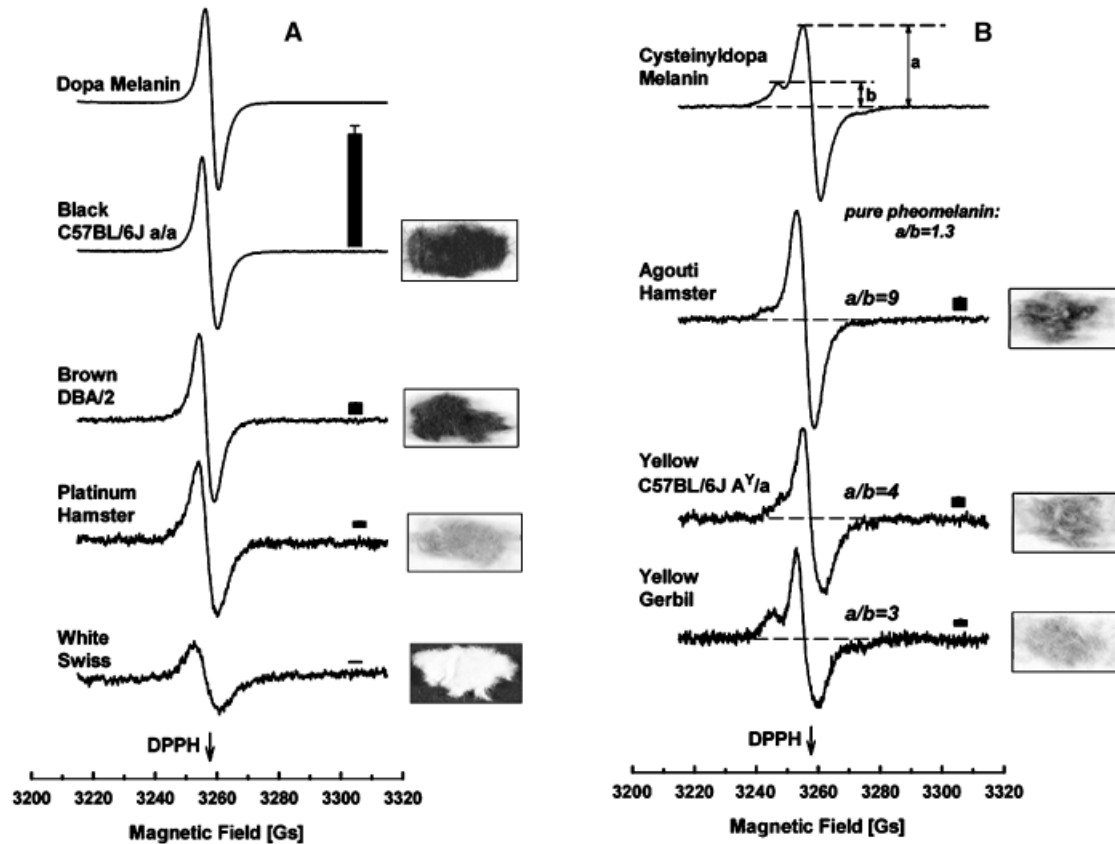 A
Dopa Melanin
Black
C57BL/6J a/a
Brown
DBA/2
Platinum
Hamster
White
Swiss
DPPH
3200 3220 3240 3260 3280 3300 3320
Magnetic Field [Gs]
B
Cysteinyldopa
Melanin
a
b
pure pheomelanin:
a/b=1.3
Agouti
Hamster
a/b=9
Yellow
C57BL/6J Aʸ/a
a/b=4
Yellow
Gerbil
a/b=3
DPPH
3200 3220 3240 3260 3280 3300 3320
Magnetic Field [Gs]